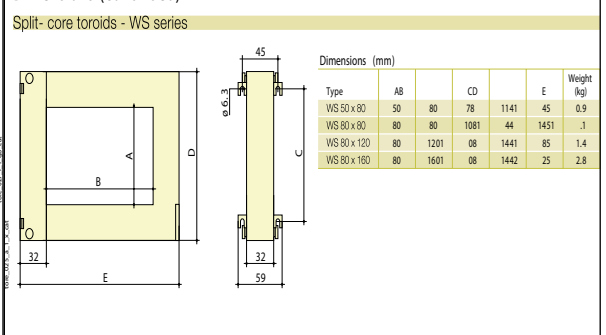 Split- core toroids - WS series
Dimensions (mm)
Type AB CD E Weight (kg)
WS 50 x 80 50 80 78 1141 45 0.9
WS 80 x 80 80 80 1081 44 1451 .1
WS 80 x 120 80 1201 08 1441 85 1.4
WS 80 x 160 80 1601 08 1442 25 2.8
45
ø 6.3
A
B
C
D
32
E
32
59